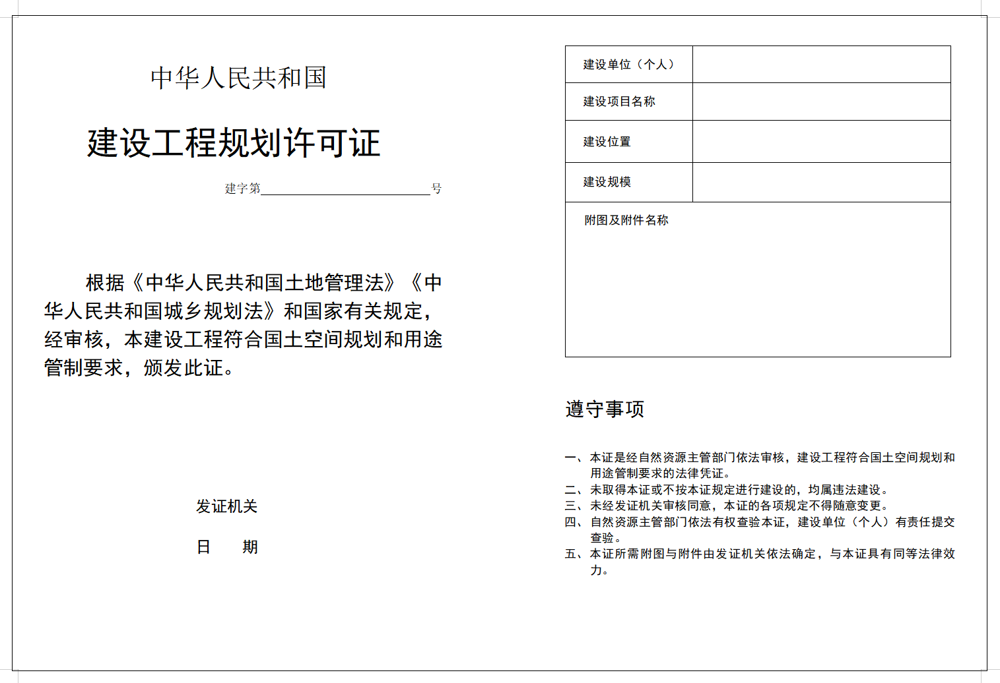 中华人民共和国
建设工程规划许可证
建字第 号
根据《中华人民共和国土地管理法》《中
华人民共和国城乡规划法》和国家有关规定，
经审核，本建设工程符合国土空间规划和用途
管制要求，颁发此证。
发证机关
日 期
建设单位（个人）
建设项目名称
建设位置
建设规模
附图及附件名称
遵守事项
一、本证是经自然资源主管部门依法审核，建设工程符合国土空间规划和
用途管制要求的法律凭证。
二、未取得本证或不按本证规定进行建设的，均属违法建设。
三、未经发证机关审核同意，本证的各项规定不得随意变更。
四、自然资源主管部门依法有权查验本证，建设单位（个人）有责任提交
查验。
五、本证所需附图与附件由发证机关依法确定，与本证具有同等法律效
力。